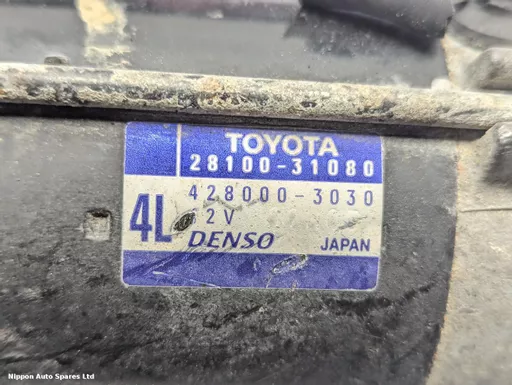 TOYOTA
28100-31080
428000-3030
4L
2V
DENSO
JAPAN
Nippon Auto Spares Ltd